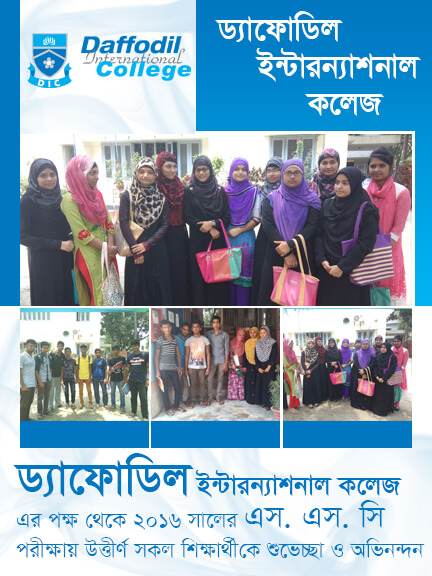 DIC
Daffodil
International
College
ড্যাফোডিল
ইন্টারন্যাশনাল
কলেজ
ড্যাফোডিল ইন্টারন্যাশনাল কলেজ
এর পক্ষ থেকে ২০১৬ সালের এস. এস. সি
পরীক্ষায় উত্তীর্ণ সকল শিক্ষার্থীকে শুভেচ্ছা ও অভিনন্দন